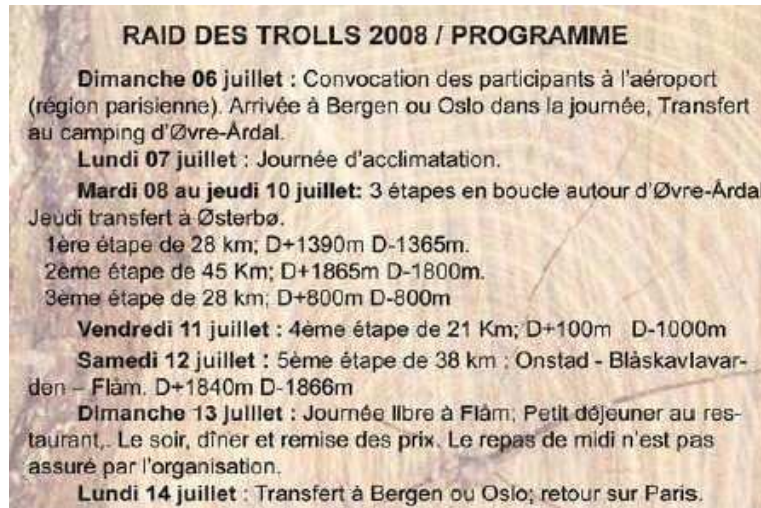 RAID DES TROLLS 2008 / PROGRAMME
Dimanche 06 juillet : Convocation des participants à l'aéroport
(région parisienne). Arrivée à Bergen ou Oslo dans la journée, Transfert
au camping d'Øvre-Årdal.
Lundi 07 juillet : Journée d'acclimatation.
Mardi 08 au jeudi 10 juillet: 3 étapes en boucle autour d'Øvre-Årdal
Jeudi transfert à Østerbø.
1ère étape de 28 km; D+1390m D-1365m.
2ème étape de 45 Km; D+1865m D-1800m.
3ème étape de 28 km; D+800m D-800m
Vendredi 11 juillet : 4ème étape de 21 Km; D+100m D-1000m
Samedi 12 juillet : 5ème étape de 38 km : Onstad - Blåskavlavar-
den – Flåm. D+1840m D-1866m
Dimanche 13 juillet : Journée libre à Flåm; Petit déjeuner au res-
taurant,. Le soir, dîner et remise des prix. Le repas de midi n'est pas
assuré par l'organisation.
Lundi 14 juillet : Transfert à Bergen ou Oslo; retour sur Paris.